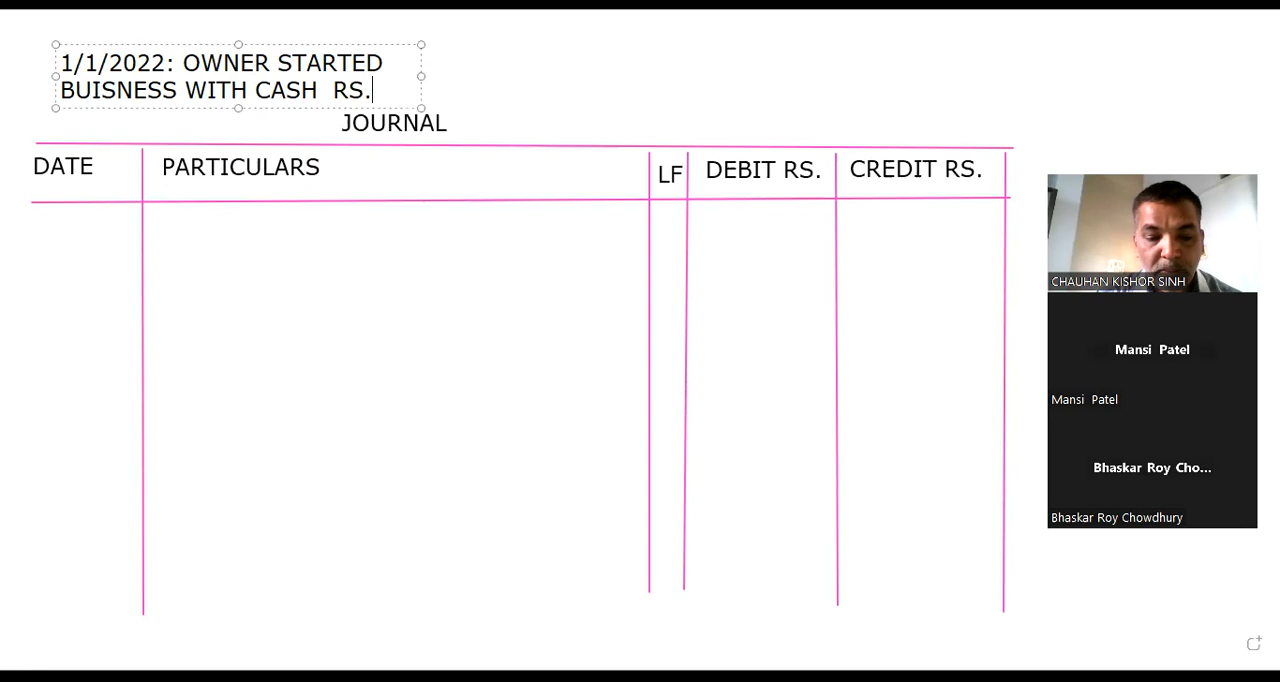 1/1/2022: OWNER STARTED
BUISNESS WITH CASH  RS.
JOURNAL
DATE PARTICULARS LF DEBIT RS. CREDIT RS.
CHAUHAN KISHOR SINH
Mansi Patel
Mansi Patel
Bhaskar Roy Cho...
Bhaskar Roy Chowdhury